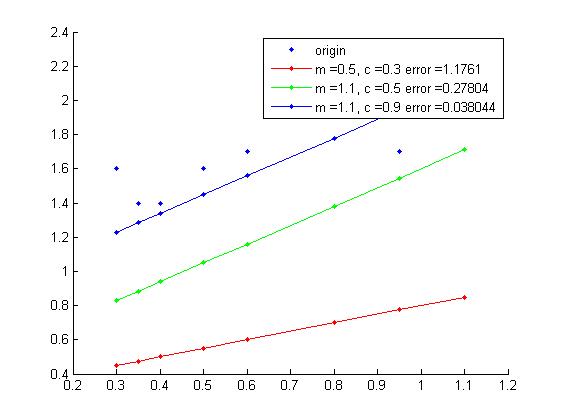 2.4
2.2
2
1.8
1.6
1.4
1.2
1
0.8
0.6
0.4
origin
m =0.5, c =0.3 error =1.1761
m =1.1, c =0.5 error =0.27804
m =1.1, c =0.9 error =0.038044
0.2 0.3 0.4 0.5 0.6 0.7 0.8 0.9 1 1.1 1.2